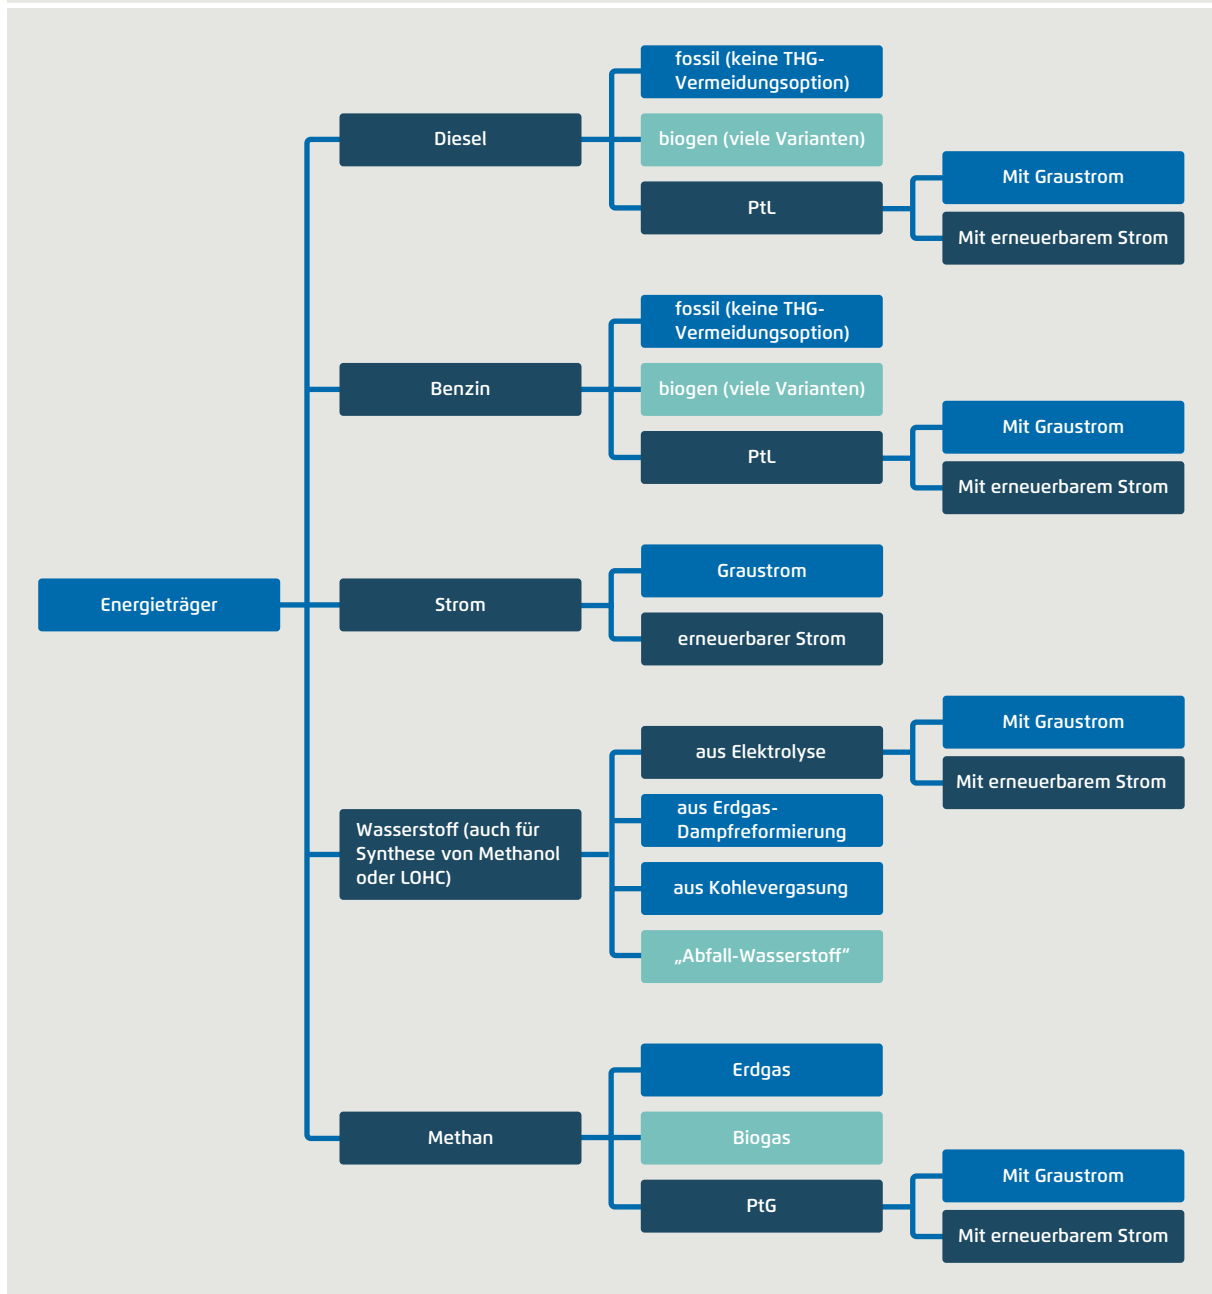 Energieträger
Diesel
fossil (keine THG-
Vermeidungsoption)
biogen (viele Varianten)
PtL
Mit Graustrom
Mit erneuerbarem Strom
Benzin
fossil (keine THG-
Vermeidungsoption)
biogen (viele Varianten)
PtL
Mit Graustrom
Mit erneuerbarem Strom
Strom
Graustrom
erneuerbarer Strom
Wasserstoff (auch für
Synthese von Methanol
oder LOHC)
aus Elektrolyse
Mit Graustrom
Mit erneuerbarem Strom
aus Erdgas-
Dampfreformierung
aus Kohlevergasung
„Abfall-Wasserstoff“
Methan
Erdgas
Biogas
PtG
Mit Graustrom
Mit erneuerbarem Strom